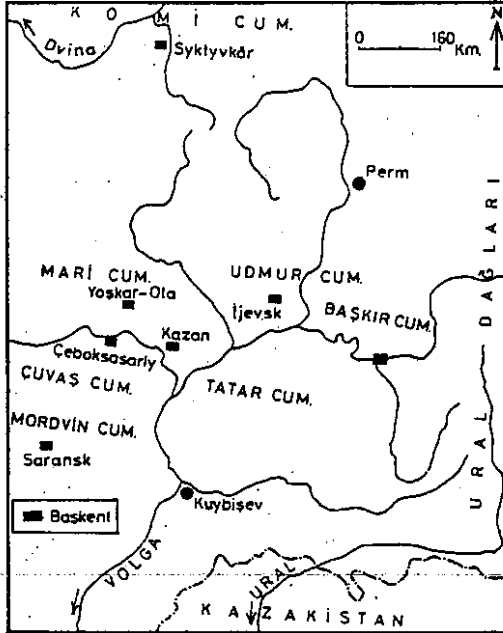 KOMİ CUM.
N
Dvina
Syktyvkâr
0 160
Km.
Perm
URAL DAĞLARI
MARİ CUM.
UDMUR CUM.
Yoşkar-Ola
İjevsk
BAŞKIR CUM.
Kazan
Çeboksasariy
ÇUVAŞ CUM.
TATAR CUM.
MORDVİN CUM.
Saransk
Kuybişev
Başkent
VOLGA
URAL
KAZAKİSTAN